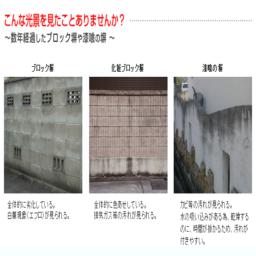 こんな光景を見たことありませんか？
～数年経過したブロック塀や漆喰の塀 ～
ブロック塀
化粧ブロック塀
漆喰の塀
全体的に劣化している。
白華現象（エフロ）が見られる。
全体的に色あせしている。
排気ガス等の汚れが見られる。
カビ等の汚れが見られる。
水の吸い込みがある為、乾燥する
のに、時間が掛かるため、汚れが
付きやすい。